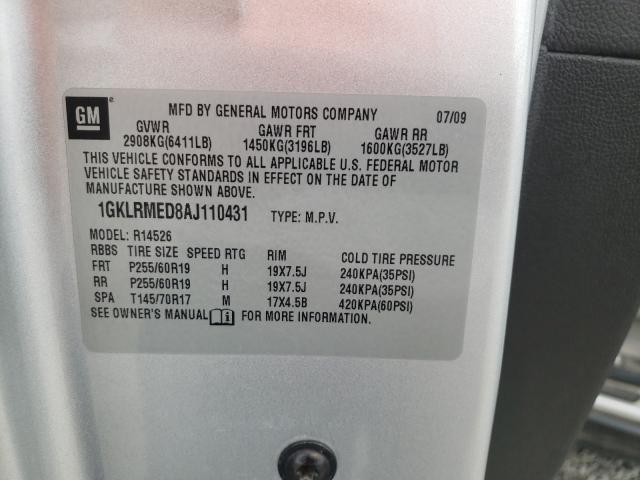 GM
MFD BY GENERAL MOTORS COMPANY 07/09
GVWR GAWR FRT GAWR RR
2908KG(6411LB) 1450KG(3196LB) 1600KG(3527LB)
THIS VEHICLE CONFORMS TO ALL APPLICABLE U.S. FEDERAL MOTOR
VEHICLE SAFETY STANDARDS IN EFFECT ON THE DATE OF
MANUFACTURE SHOWN ABOVE.
1GKLRMED8AJ110431 TYPE: M.P.V.
MODEL: R14526
RBBS TIRE SIZE SPEED RTG RIM COLD TIRE PRESSURE
FRT P255/60R19 H 19X7.5J 240KPA(35PSI)
RR P255/60R19 H 19X7.5J 240KPA(35PSI)
SPA T145/70R17 M 17X4.5B 420KPA(60PSI)
SEE OWNER'S MANUAL FOR MORE INFORMATION.